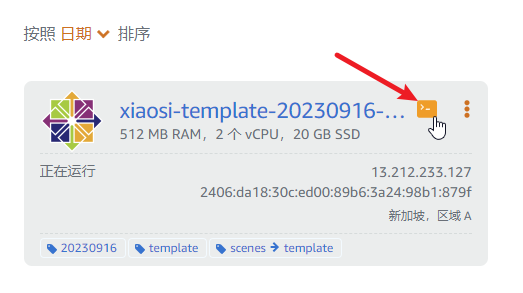 按照 日期 排序
xiaosi-template-20230916-...
512 MB RAM，2 个 vCPU，20 GB SSD
正在运行
13.212.233.127
2406:da18:30c:ed00:89b6:3a24:98b1:879f
新加坡，区域 A
20230916 template scenes → template